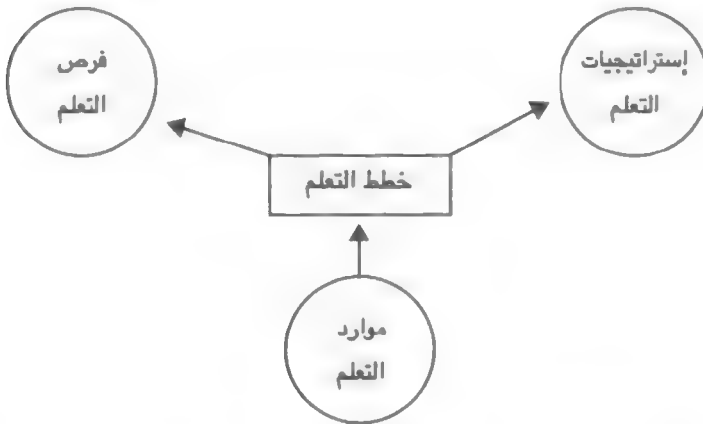 إستراتيجيات
التعلم
فرص
التعلم
خطط التعلم
موارد
التعلم